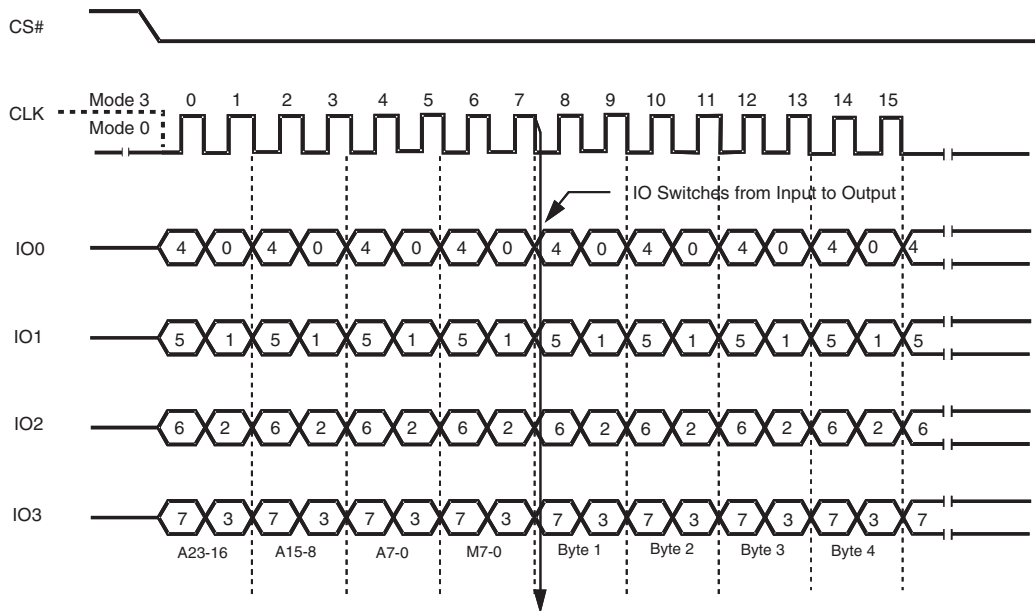 CS#
CLK Mode 3 0 1 2 3 4 5 6 7 8 9 10 11 12 13 14 15
Mode 0
IO Switches from Input to Output
IO0 4 0 4 0 4 0 4 0 4 0 4 0 4 0 4 0 4
IO1 5 1 5 1 5 1 5 1 5 1 5 1 5 1 5 1 5
IO2 6 2 6 2 6 2 6 2 6 2 6 2 6 2 6 2 6
IO3 7 3 7 3 7 3 7 3 7 3 7 3 7 3 7 3 7
A23-16 A15-8 A7-0 M7-0 Byte 1 Byte 2 Byte 3 Byte 4